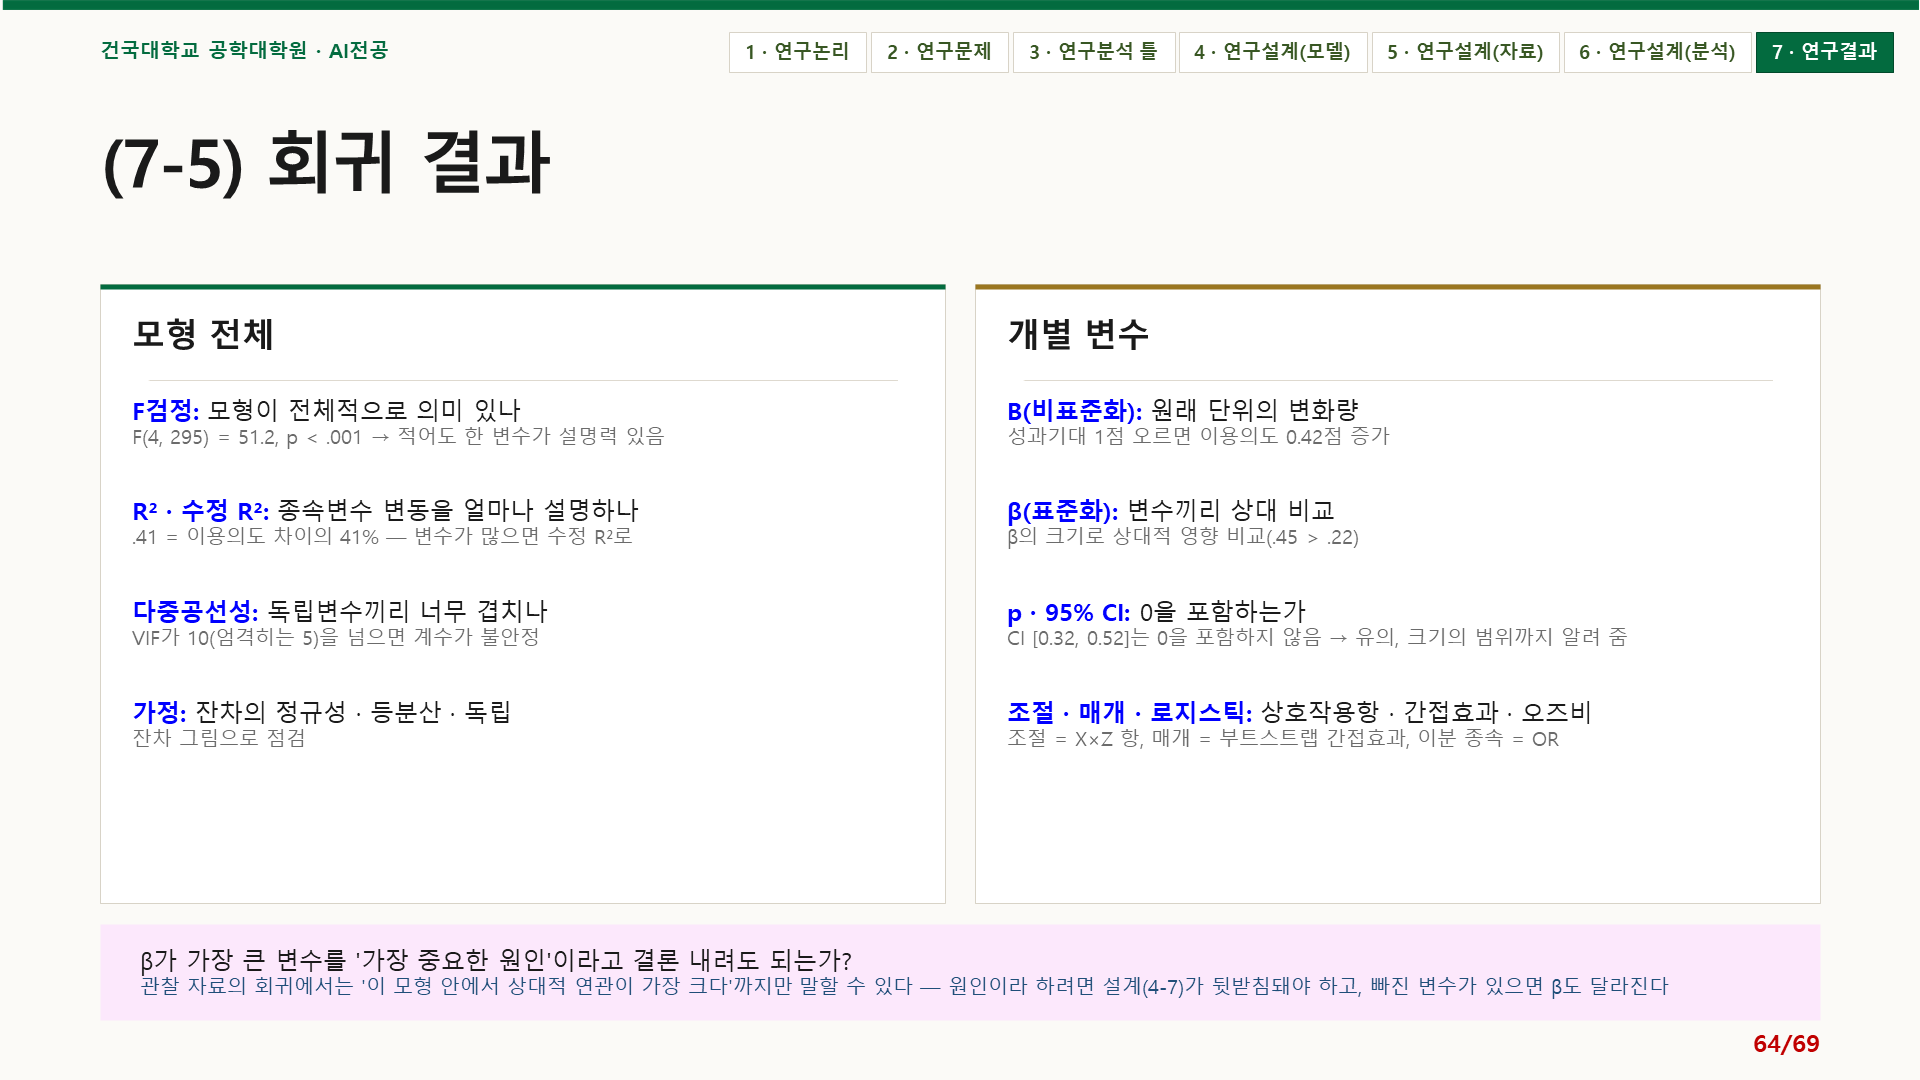 건국대학교 공학대학원 · AI전공
1 · 연구논리
2 · 연구문제
3 · 연구분석 틀
4 · 연구설계(모델)
5 · 연구설계(자료)
6 · 연구설계(분석)
7 · 연구결과
(7-5) 회귀 결과
모형 전체
F검정: 모형이 전체적으로 의미 있나
F(4, 295) = 51.2, p < .001 → 적어도 한 변수가 설명력 있음
R² · 수정 R²: 종속변수 변동을 얼마나 설명하나
.41 = 이용의도 차이의 41% — 변수가 많으면 수정 R²로
다중공선성: 독립변수끼리 너무 겹치나
VIF가 10(엄격히는 5)을 넘으면 계수가 불안정
가정: 잔차의 정규성 · 등분산 · 독립
잔차 그림으로 점검
개별 변수
B(비표준화): 원래 단위의 변화량
성과기대 1점 오르면 이용의도 0.42점 증가
β(표준화): 변수끼리 상대 비교
β의 크기로 상대적 영향 비교(.45 > .22)
p · 95% CI: 0을 포함하는가
CI [0.32, 0.52]는 0을 포함하지 않음 → 유의, 크기의 범위까지 알려 줌
조절 · 매개 · 로지스틱: 상호작용항 · 간접효과 · 오즈비
조절 = X×Z 항, 매개 = 부트스트랩 간접효과, 이분 종속 = OR
β가 가장 큰 변수를 '가장 중요한 원인'이라고 결론 내려도 되는가?
관찰 자료의 회귀에서는 '이 모형 안에서 상대적 연관이 가장 크다'까지만 말할 수 있다 — 원인이라 하려면 설계(4-7)가 뒷받침돼야 하고, 빠진 변수가 있으면 β도 달라진다
64/69